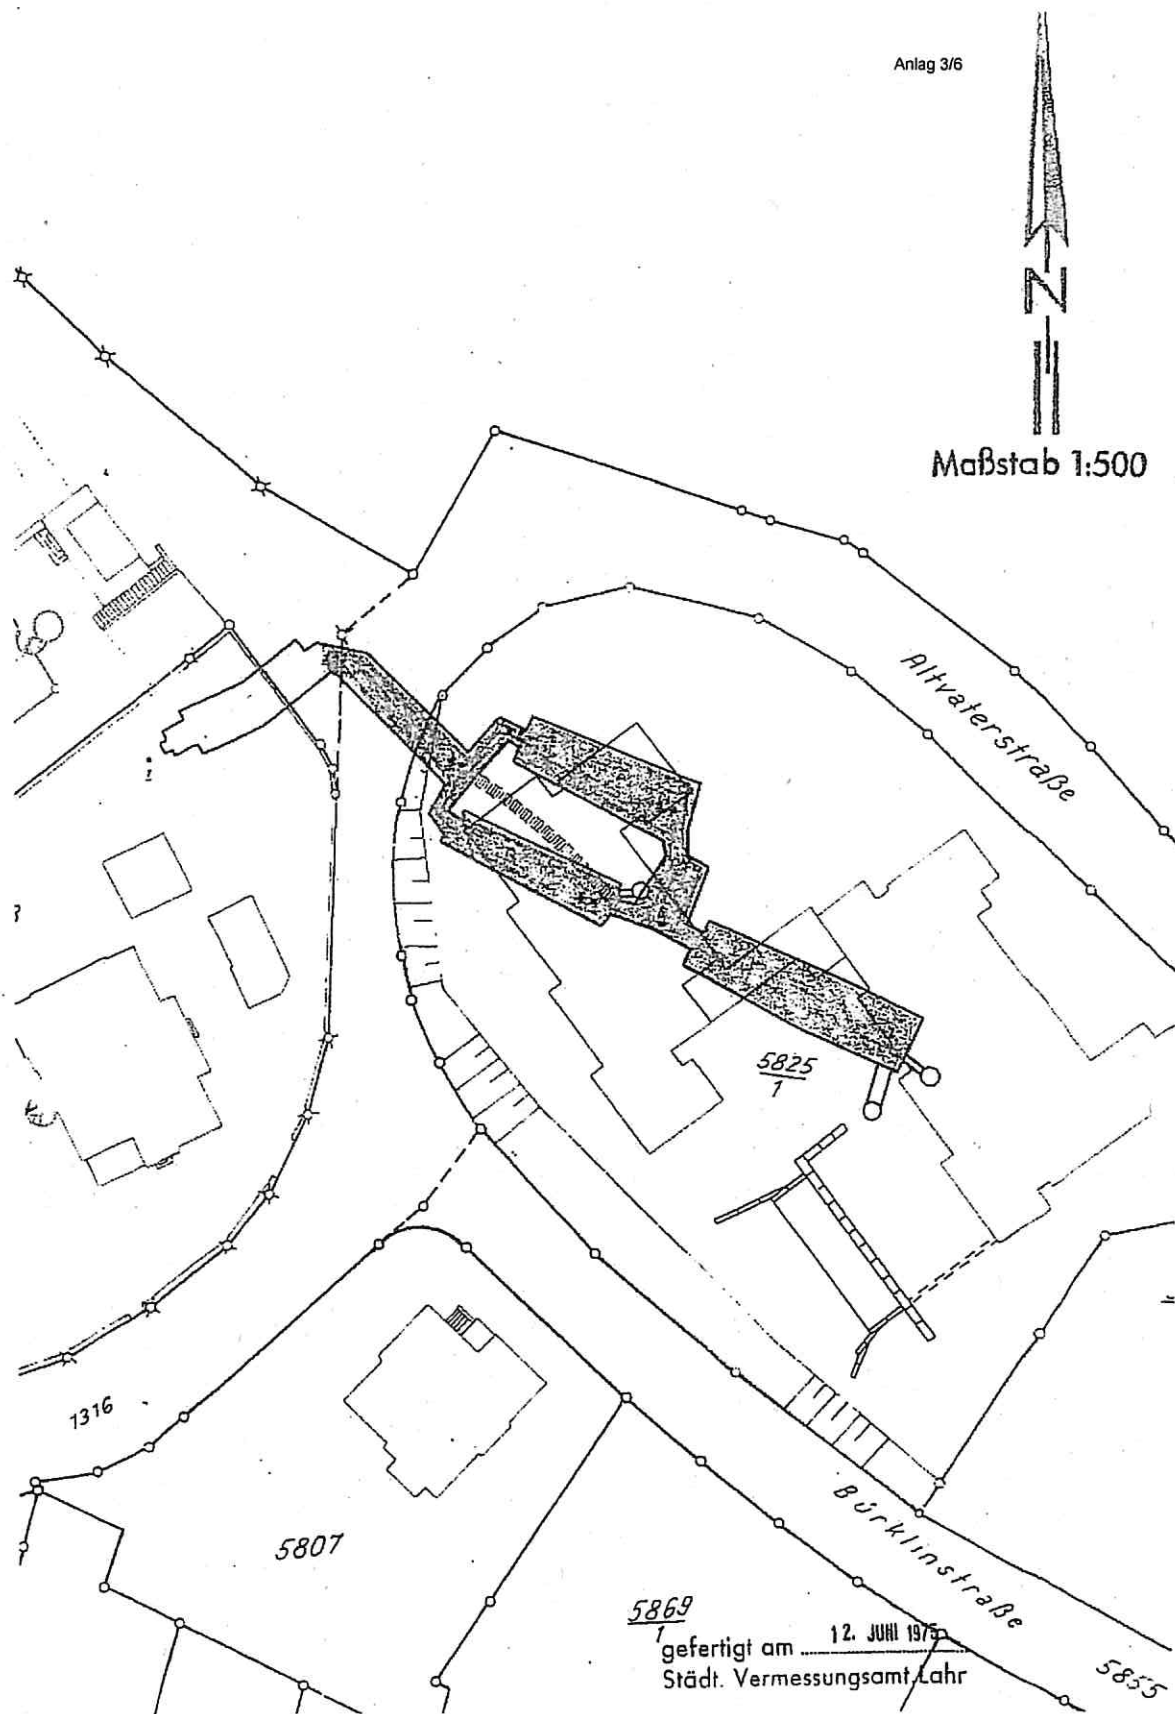 Anlag 3/6
N
Maßstab 1:500
Altvaterstraße
5825
1
1316
5807
Bürklinstraße
5869
1
gefertigt am 12. JUNI 1975
Städt. Vermessungsamt Lahr
5855